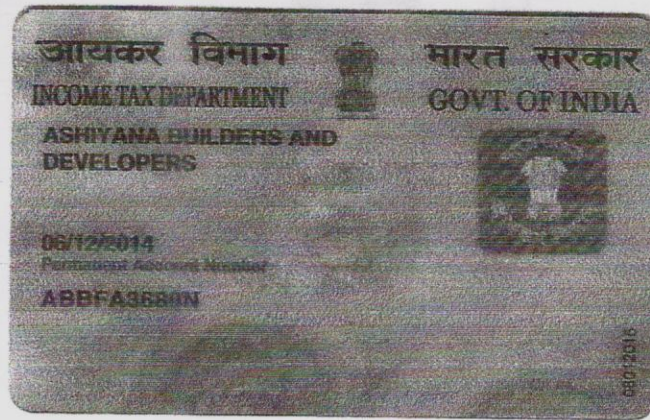 आयकर विभाग
INCOME TAX DEPARTMENT
भारत सरकार
GOVT. OF INDIA
ASHIYANA BUILDERS AND
DEVELOPERS
06/12/2014
Permanent Account Number